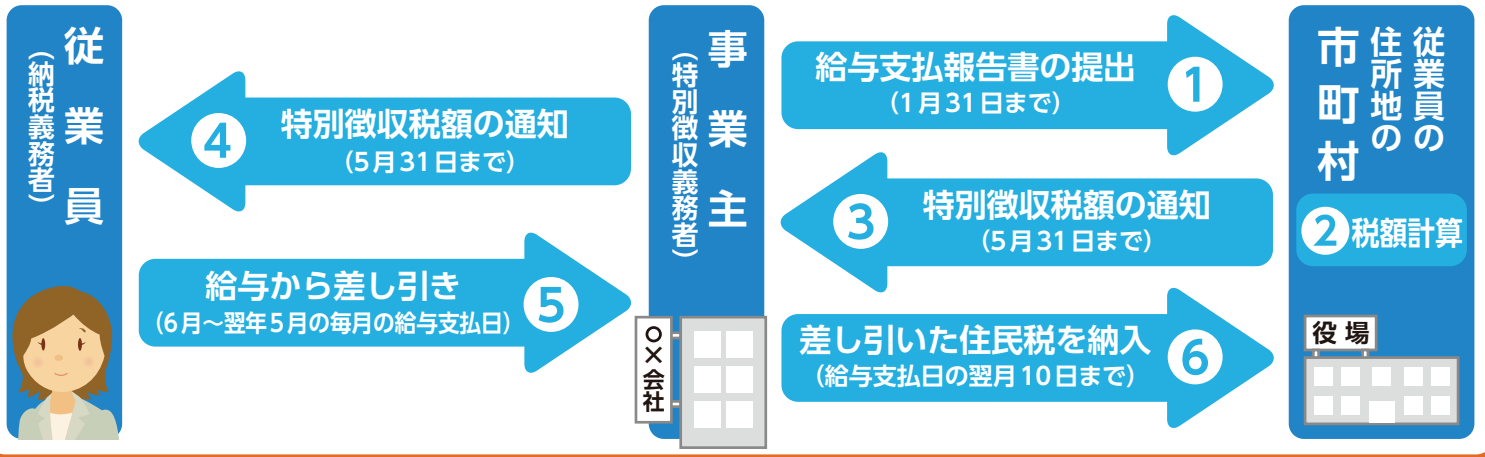 従業員
（納税義務者）
④
特別徴収税額の通知
（5月31日まで）
給与から差し引き
（6月～翌年5月の毎月の給与支払日）
⑤
事業主
（特別徴収義務者）
○×会社
給与支払報告書の提出
（1月31日まで）
①
③
特別徴収税額の通知
（5月31日まで）
差し引いた住民税を納入
（給与支払日の翌月10日まで）
⑥
従業員の
住所地の
市町村
②税額計算
役場